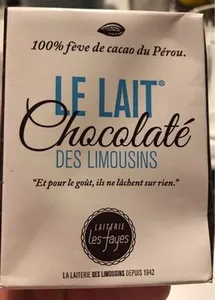 100% fève de cacao du Pérou.
LE LAIT®
Chocolaté
DES LIMOUSINS
"Et pour le goût, ils ne lâchent sur rien."
LAITERIE
les-fayes
LA LAITERIE DES LIMOUSINS DEPUIS 1942